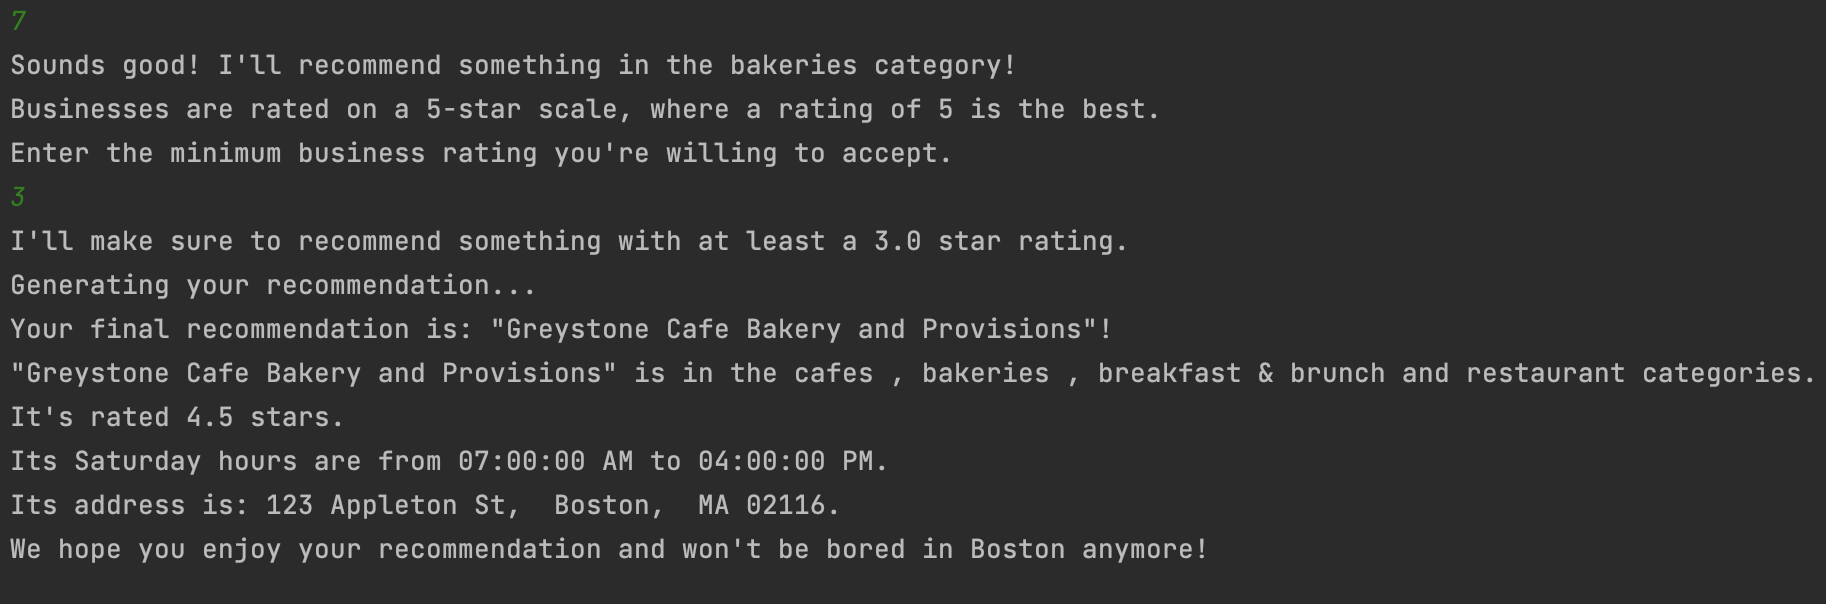 7
Sounds good! I'll recommend something in the bakeries category!
Businesses are rated on a 5-star scale, where a rating of 5 is the best.
Enter the minimum business rating you're willing to accept.
3
I'll make sure to recommend something with at least a 3.0 star rating.
Generating your recommendation...
Your final recommendation is: "Greystone Cafe Bakery and Provisions"!
"Greystone Cafe Bakery and Provisions" is in the cafes , bakeries , breakfast & brunch and restaurant categories.
It's rated 4.5 stars.
Its Saturday hours are from 07:00:00 AM to 04:00:00 PM.
Its address is: 123 Appleton St,  Boston,  MA 02116.
We hope you enjoy your recommendation and won't be bored in Boston anymore!